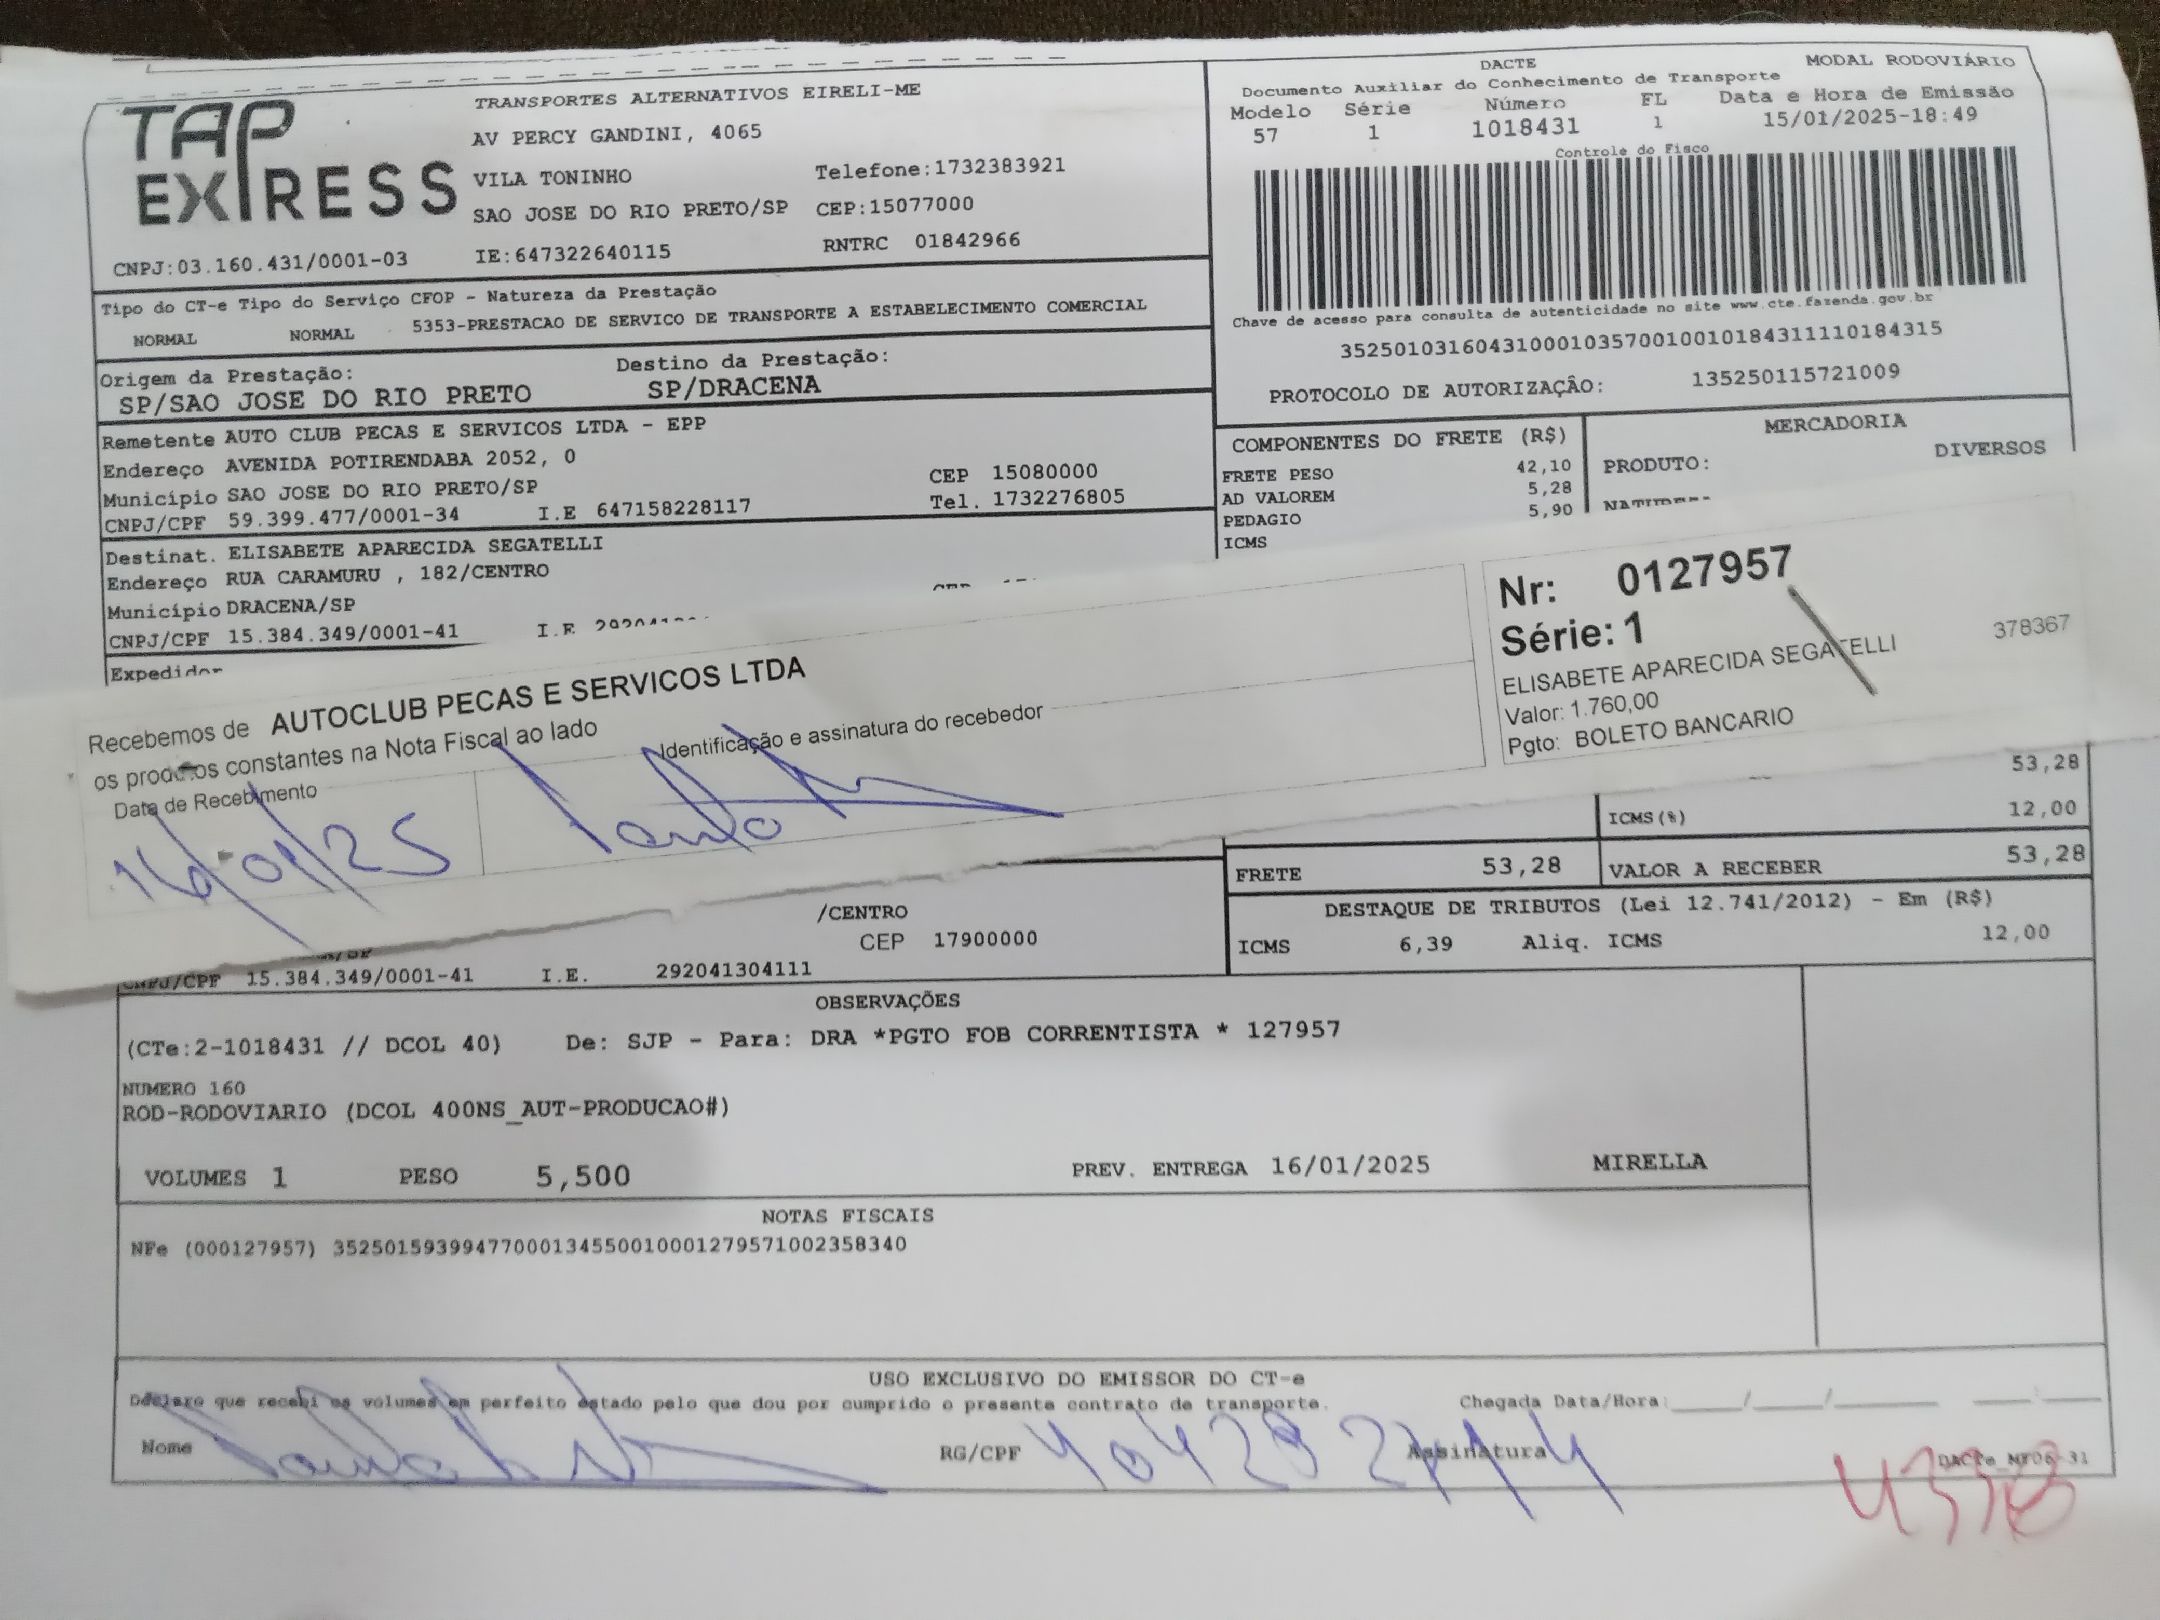 TAP EXPRESS
TRANSPORTES ALTERNATIVOS EIRELI-ME
AV PERCY GANDINI, 4065
VILA TONINHO Telefone:1732383921
SAO JOSE DO RIO PRETO/SP CEP:15077000
CNPJ:03.160.431/0001-03 IE:647322640115 RNTRC 01842966
DACTE MODAL RODOVIÁRIO
Documento Auxiliar do Conhecimento de Transporte
Modelo Série Número FL Data e Hora de Emissão
57 1 1018431 1 15/01/2025-18:49
Controle do Fisco
Chave de acesso para consulta de autenticidade no site www.cte.fazenda.gov.br
35250103160431000103570010010184311110184315
PROTOCOLO DE AUTORIZAÇÃO: 135250115721009
Tipo do CT-e Tipo do Serviço CFOP - Natureza da Prestação
NORMAL NORMAL 5353-PRESTACAO DE SERVICO DE TRANSPORTE A ESTABELECIMENTO COMERCIAL
Origem da Prestação: Destino da Prestação:
SP/SAO JOSE DO RIO PRETO SP/DRACENA
Remetente AUTO CLUB PECAS E SERVICOS LTDA - EPP
Endereço AVENIDA POTIRENDABA 2052, 0
Município SAO JOSE DO RIO PRETO/SP CEP 15080000
CNPJ/CPF 59.399.477/0001-34 I.E 647158228117 Tel. 1732276805
Destinat. ELISABETE APARECIDA SEGATELLI
Endereço RUA CARAMURU , 182/CENTRO
Município DRACENA/SP
CNPJ/CPF 15.384.349/0001-41 I.E
Expedidor
COMPONENTES DO FRETE (R$)
FRETE PESO 42,10
AD VALOREM 5,28
PEDAGIO 5,90
ICMS
MERCADORIA
PRODUTO: DIVERSOS
Recebemos de AUTOCLUB PECAS E SERVICOS LTDA
os produtos constantes na Nota Fiscal ao lado
Data de Recebimento Identificação e assinatura do recebedor
16/01/25
Nr: 0127957
Série: 1
ELISABETE APARECIDA SEGATELLI 378367
Valor: 1.760,00
Pgto: BOLETO BANCARIO
53,28
ICMS(%) 12,00
FRETE 53,28 VALOR A RECEBER 53,28
DESTAQUE DE TRIBUTOS (Lei 12.741/2012) - Em (R$)
ICMS 6,39 Aliq. ICMS 12,00
/CENTRO
CEP 17900000
CNPJ/CPF 15.384.349/0001-41 I.E. 292041304111
OBSERVAÇÕES
(CTe:2-1018431 // DCOL 40) De: SJP - Para: DRA *PGTO FOB CORRENTISTA * 127957
NUMERO 160
ROD-RODOVIARIO (DCOL 400NS_AUT-PRODUCAO#)
VOLUMES 1 PESO 5,500 PREV. ENTREGA 16/01/2025 MIRELLA
NOTAS FISCAIS
NFe (000127957) 35250159399477000134550010001279571002358340
USO EXCLUSIVO DO EMISSOR DO CT-e
Declaro que recebi os volumes em perfeito estado pelo que dou por cumprido o presente contrato de transporte. Chegada Data/Hora:___/___/___ ___:___
Nome RG/CPF Assinatura